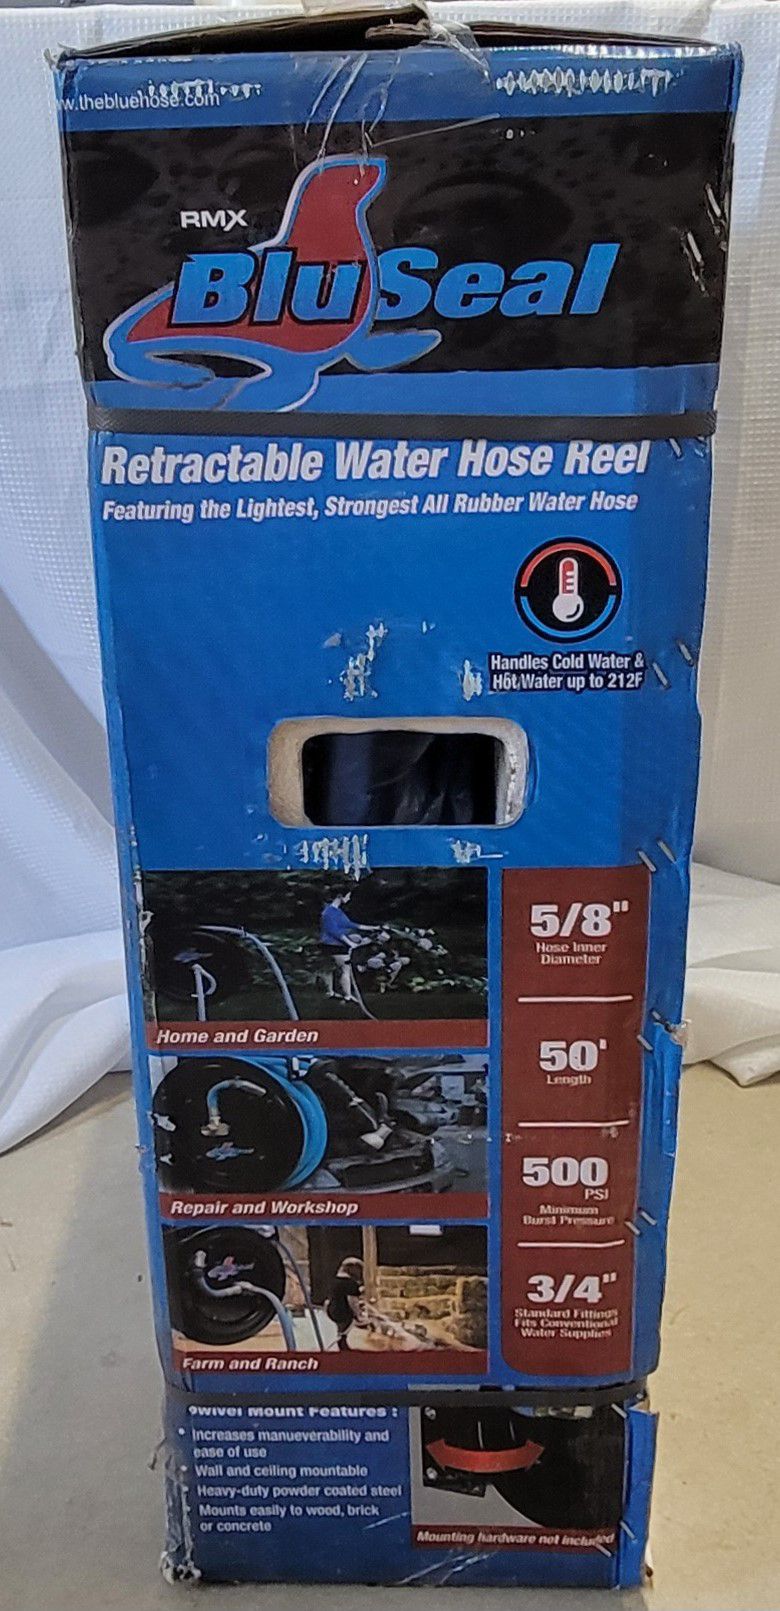 w.thebluehose.com
RMX
BluSeal
Retractable Water Hose Reel
Featuring the Lightest, Strongest All Rubber Water Hose
Handles Cold Water &
Hot Water up to 212F
Home and Garden
Repair and Workshop
Farm and Ranch
5/8"
Hose Inner
Diameter
50'
Length
500
PSI
Minimum
Burst Pressure
3/4"
Standard Fittings
Fits Conventional
Water Supplies
Swivel Mount Features :
• Increases manueverability and
ease of use
• Wall and ceiling mountable
• Heavy-duty powder coated steel
• Mounts easily to wood, brick
or concrete
Mounting hardware not included